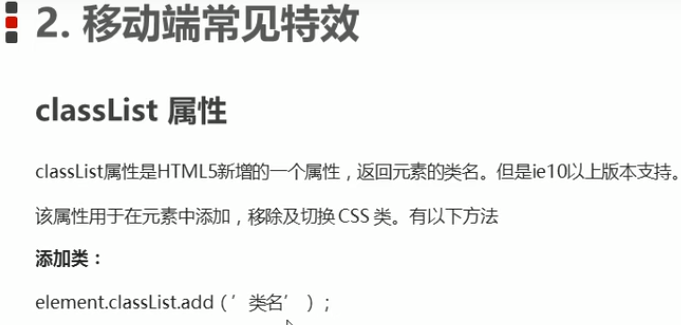 2. 移动端常见特效
classList 属性
classList属性是HTML5新增的一个属性，返回元素的类名。但是ie10以上版本支持。
该属性用于在元素中添加，移除及切换 CSS 类。有以下方法
添加类：
element.classList.add（’类名’）;